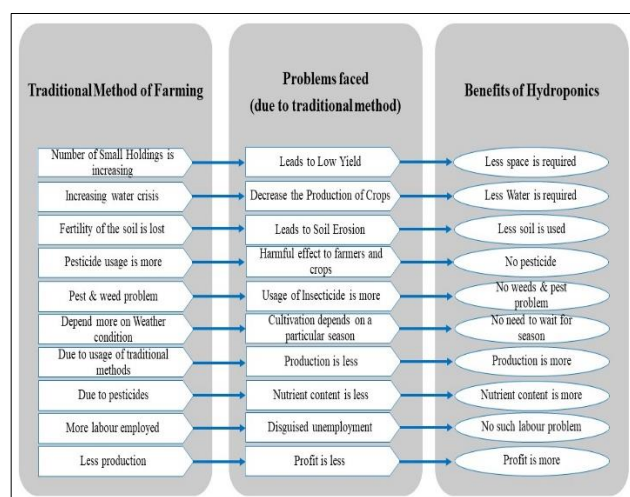 Traditional Method of Farming
Problems faced
(due to traditional method)
Benefits of Hydroponics
Number of Small Holdings is
increasing
Leads to Low Yield
Less space is required
Increasing water crisis
Decrease the Production of Crops
Less Water is required
Fertility of the soil is lost
Leads to Soil Erosion
Less soil is used
Pesticide usage is more
Harmful effect to farmers and
crops
No pesticide
Pest & weed problem
Usage of Insecticide is more
No weeds & pest
problem
Depend more on Weather
condition
Cultivation depends on a
particular season
No need to wait for
season
Due to usage of traditional
methods
Production is less
Production is more
Due to pesticides
Nutrient content is less
Nutrient content is more
More labour employed
Disguised unemployment
No such labour problem
Less production
Profit is less
Profit is more